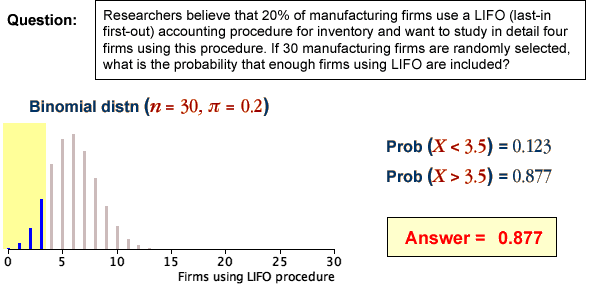 Question:
Researchers believe that 20% of manufacturing firms use a LIFO (last-in
first-out) accounting procedure for inventory and want to study in detail four
firms using this procedure. If 30 manufacturing firms are randomly selected,
what is the probability that enough firms using LIFO are included?
Binomial distn (n = 30, π = 0.2)
Prob (X < 3.5) = 0.123
Prob (X > 3.5) = 0.877
Answer = 0.877
0 5 10 15 20 25 30
Firms using LIFO procedure